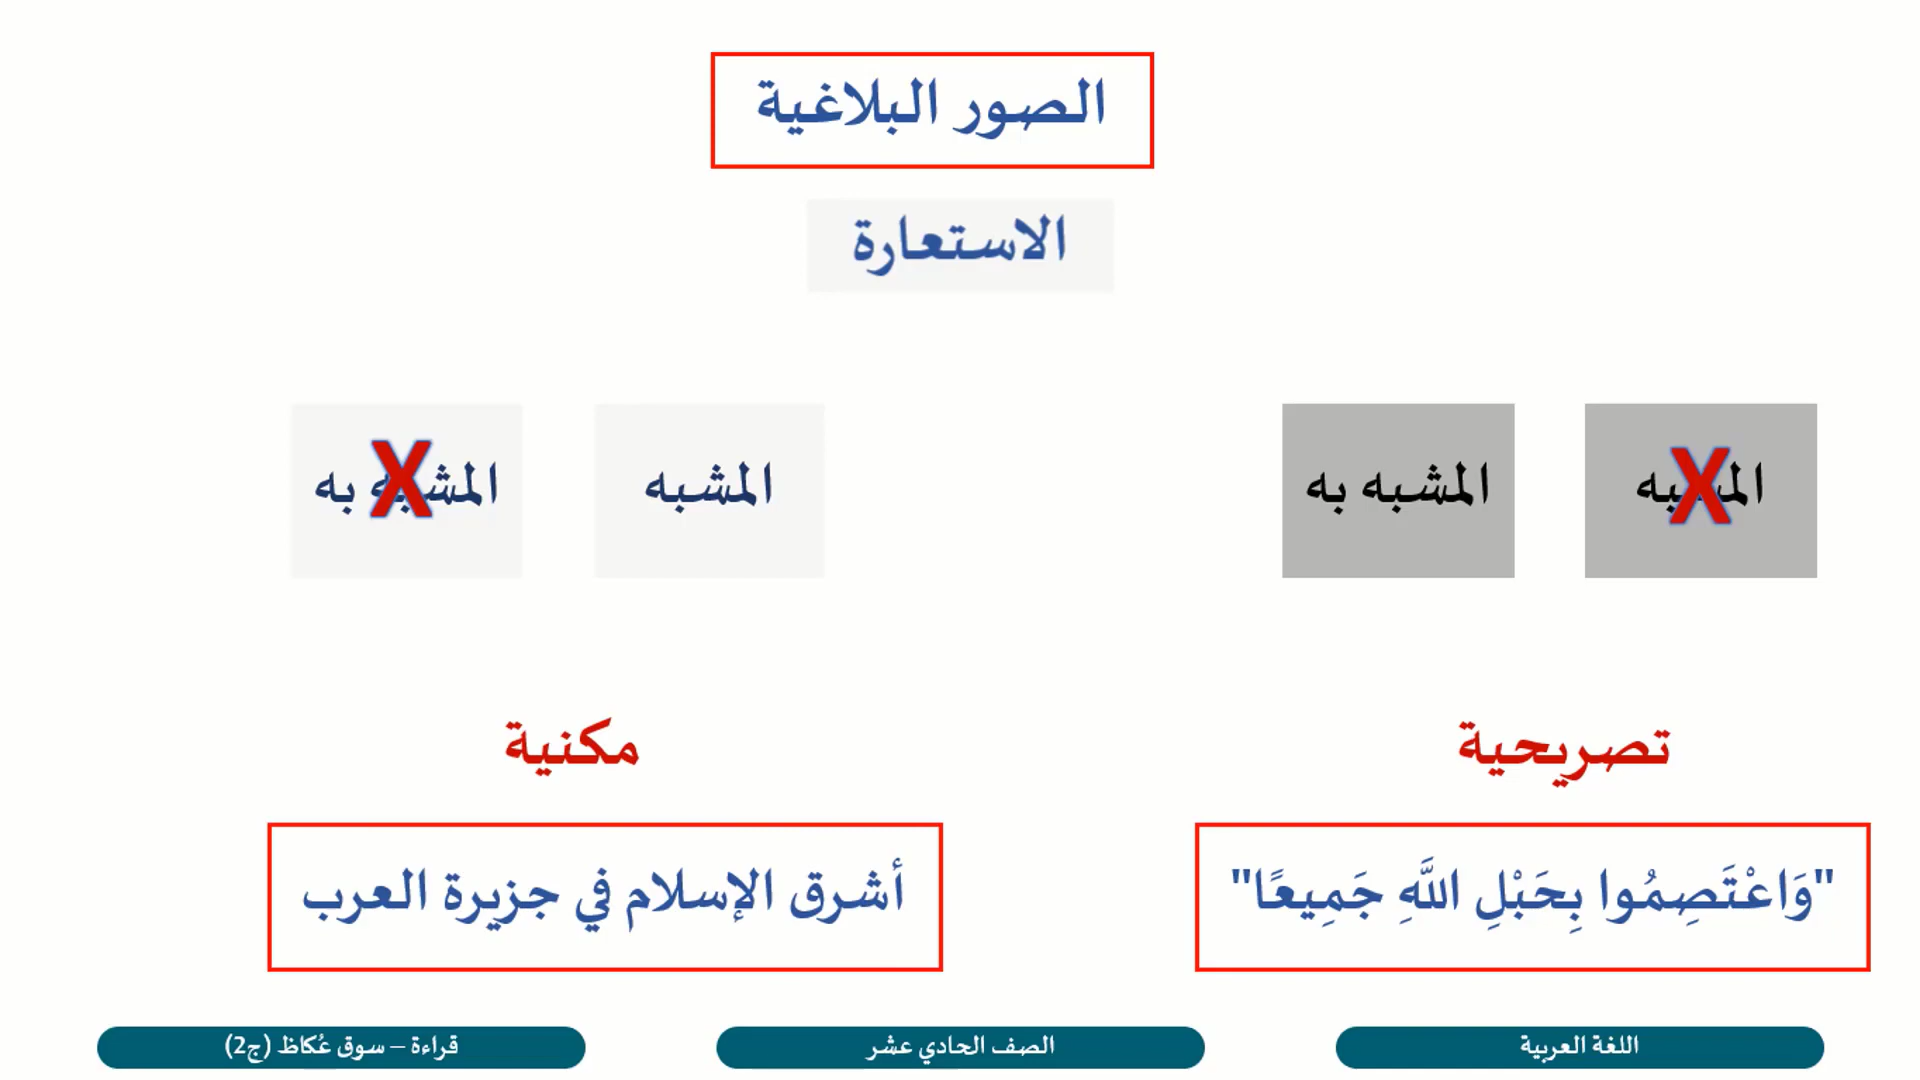 الصور البلاغية
الاستعارة
المشبه
المشبه به
المشبه
المشبه به
X
X
تصريحية
مكنية
"وَاعْتَصِمُوا بِحَبْلِ اللَّهِ جَمِيعًا"
أشرق الإسلام في جزيرة العرب
اللغة العربية
الصف الحادي عشر
قراءة – سوق عُكاظ (ج2)